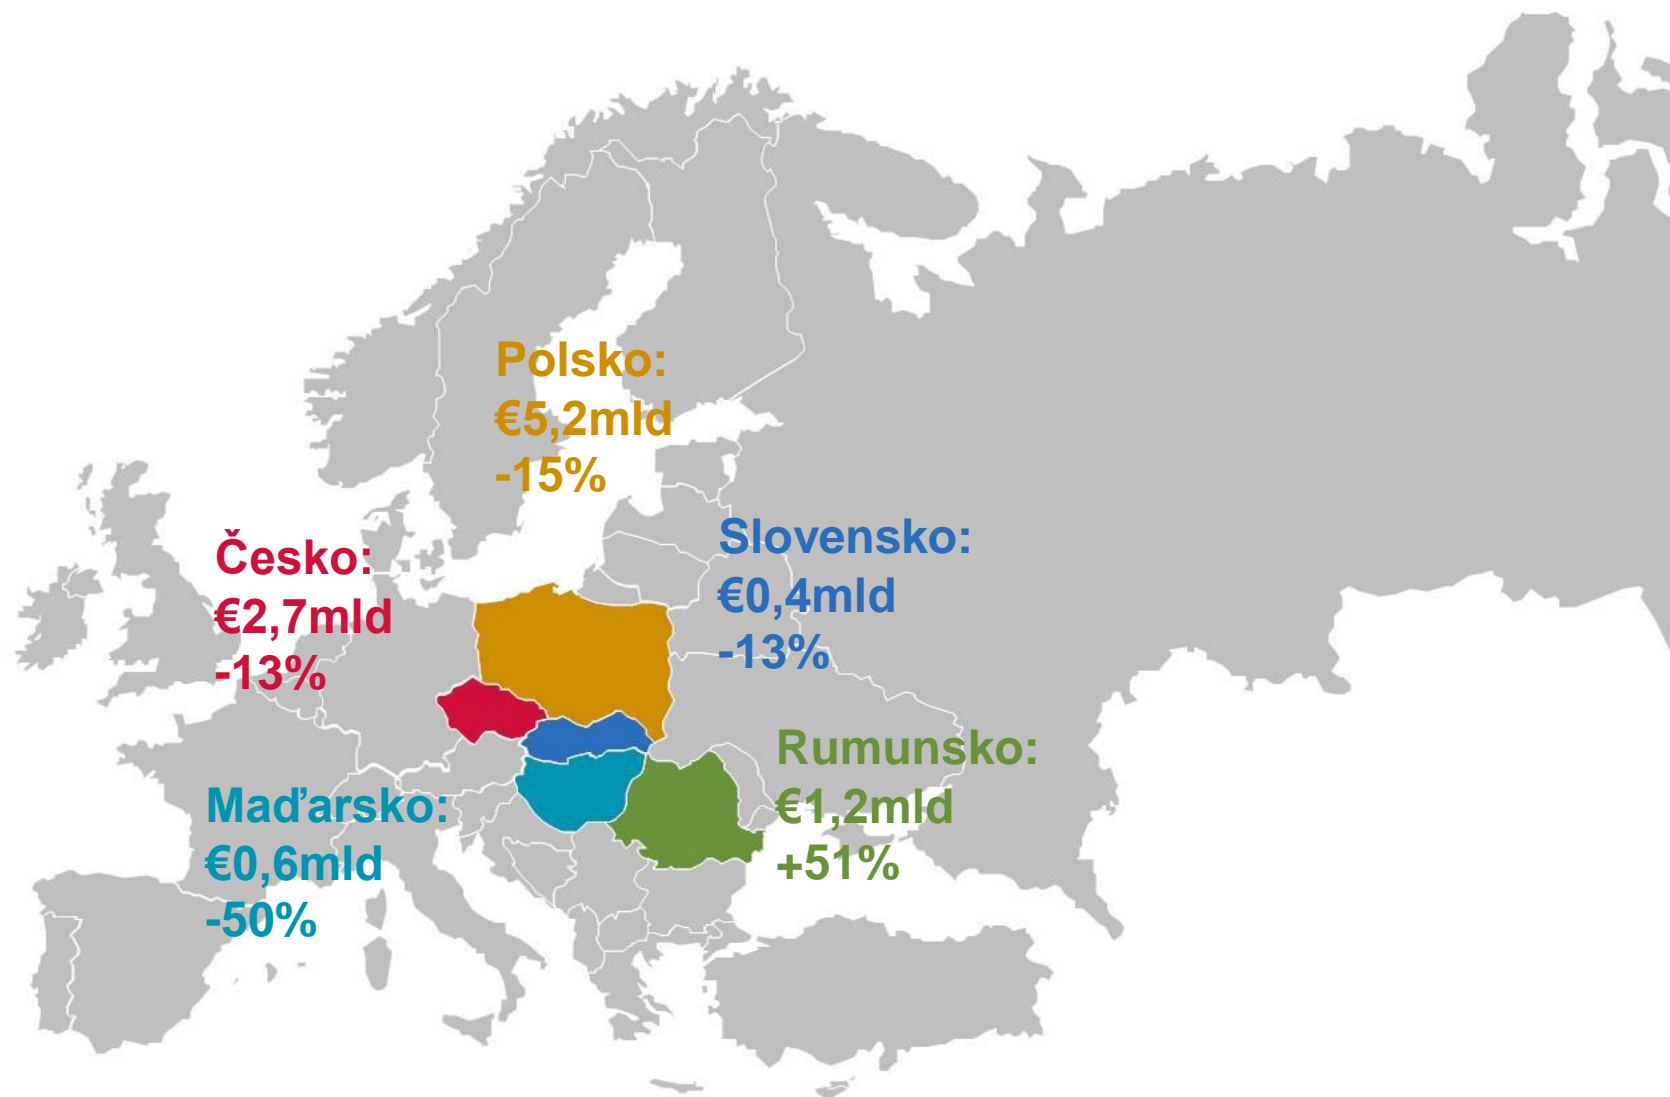 Polsko:
€5,2mld
-15%
Slovensko:
€0,4mld
-13%
Česko:
€2,7mld
-13%
Rumunsko:
€1,2mld
+51%
Maďarsko:
€0,6mld
-50%